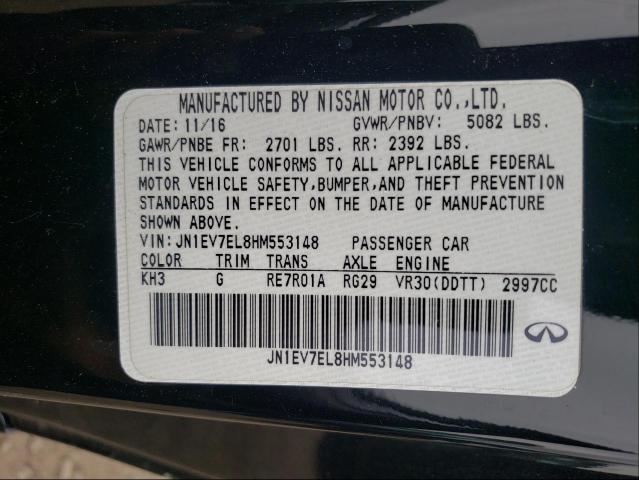 MANUFACTURED BY NISSAN MOTOR CO.,LTD.
DATE: 11/16 GVWR/PNBV: 5082 LBS.
GAWR/PNBE FR: 2701 LBS. RR: 2392 LBS.
THIS VEHICLE CONFORMS TO ALL APPLICABLE FEDERAL
MOTOR VEHICLE SAFETY,BUMPER,AND THEFT PREVENTION
STANDARDS IN EFFECT ON THE DATE OF MANUFACTURE
SHOWN ABOVE.
VIN:JN1EV7EL8HM553148 PASSENGER CAR
COLOR TRIM TRANS AXLE ENGINE
KH3 G RE7R01A RG29 VR30(DDTT) 2997CC
JN1EV7EL8HM553148